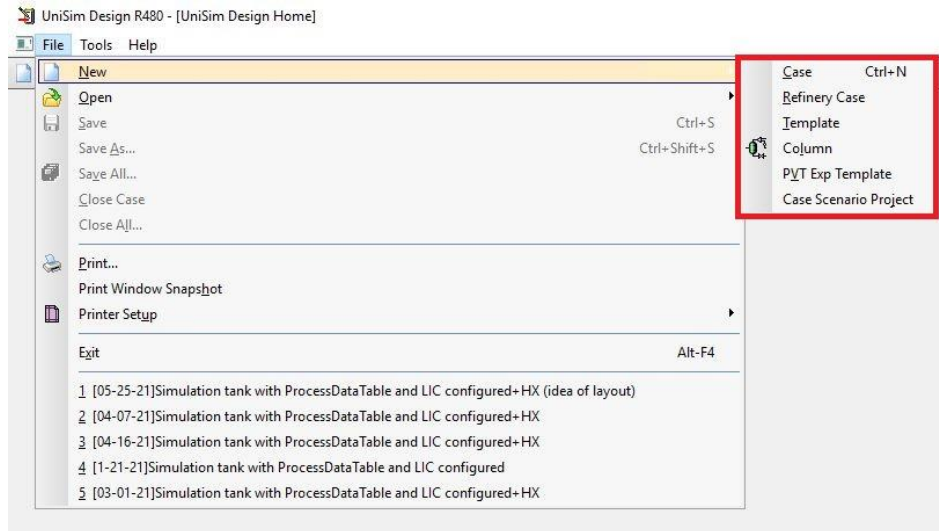 UniSim Design R480 - [UniSim Design Home]
File Tools Help
New
Open
Save Ctrl+S
Save As... Ctrl+Shift+S
Save All...
Close Case
Close All...
Print...
Print Window Snapshot
Printer Setup
Exit Alt-F4
1 [05-25-21]Simulation tank with ProcessDataTable and LIC configured+HX (idea of layout)
2 [04-07-21]Simulation tank with ProcessDataTable and LIC configured+HX
3 [04-16-21]Simulation tank with ProcessDataTable and LIC configured+HX
4 [1-21-21]Simulation tank with ProcessDataTable and LIC configured
5 [03-01-21]Simulation tank with ProcessDataTable and LIC configured+HX
Case Ctrl+N
Refinery Case
Template
Column
PVT Exp Template
Case Scenario Project